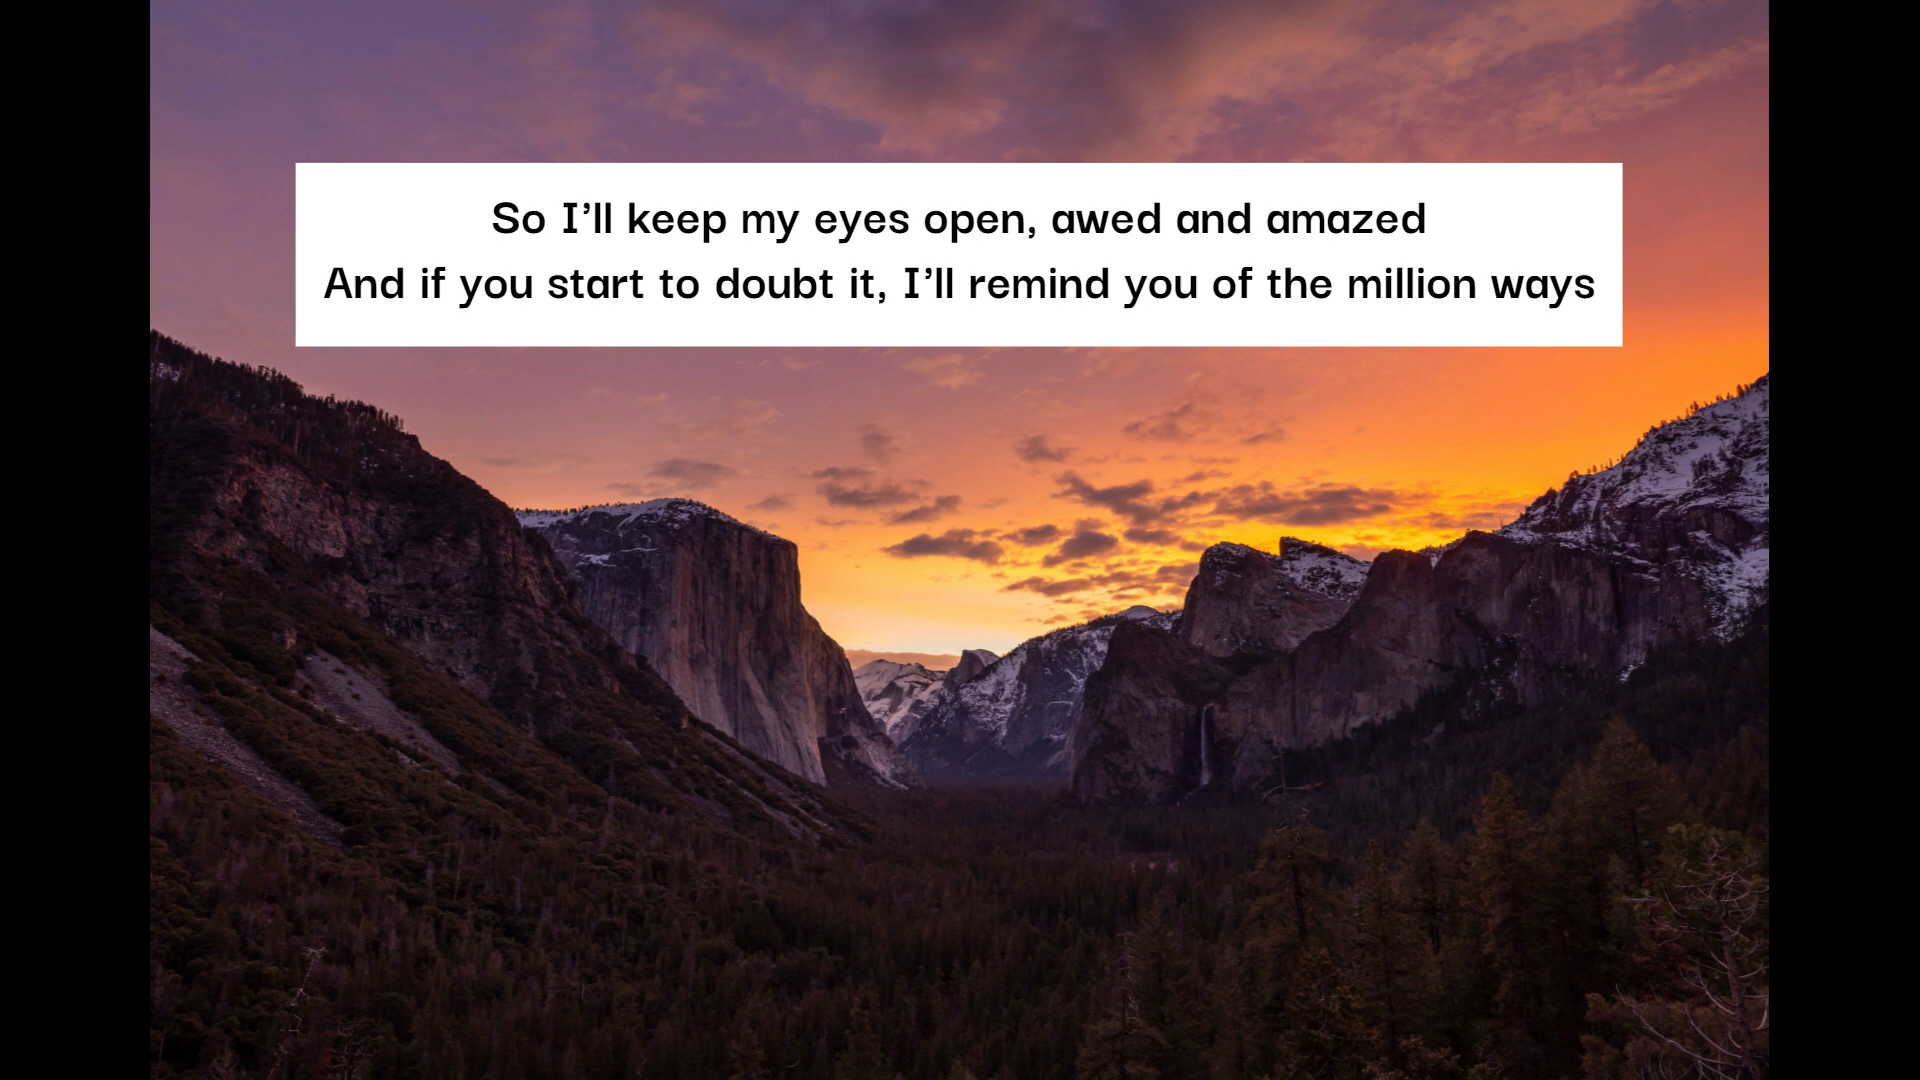 So I’ll keep my eyes open, awed and amazed
And if you start to doubt it, I’ll remind you of the million ways